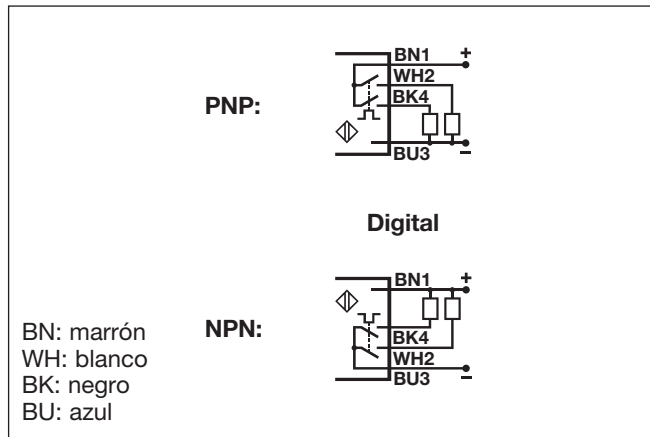 PNP:
BN1
+
WH2
BK4
BU3
−
Digital
NPN:
BN1
+
BK4
WH2
BU3
−
BN: marrón
WH: blanco
BK: negro
BU: azul